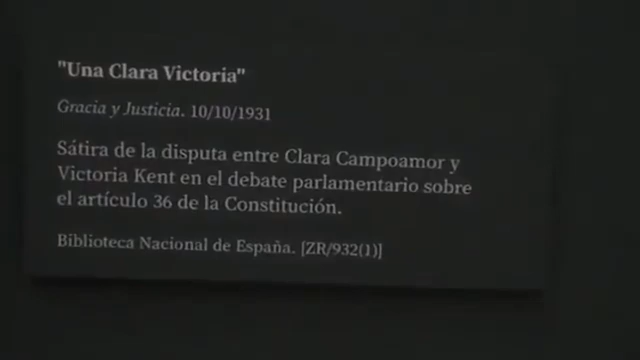 "Una Clara Victoria"
Gracia y Justicia. 10/10/1931
Sátira de la disputa entre Clara Campoamor y
Victoria Kent en el debate parlamentario sobre
el artículo 36 de la Constitución.
Biblioteca Nacional de España. [ZR/932(1)]